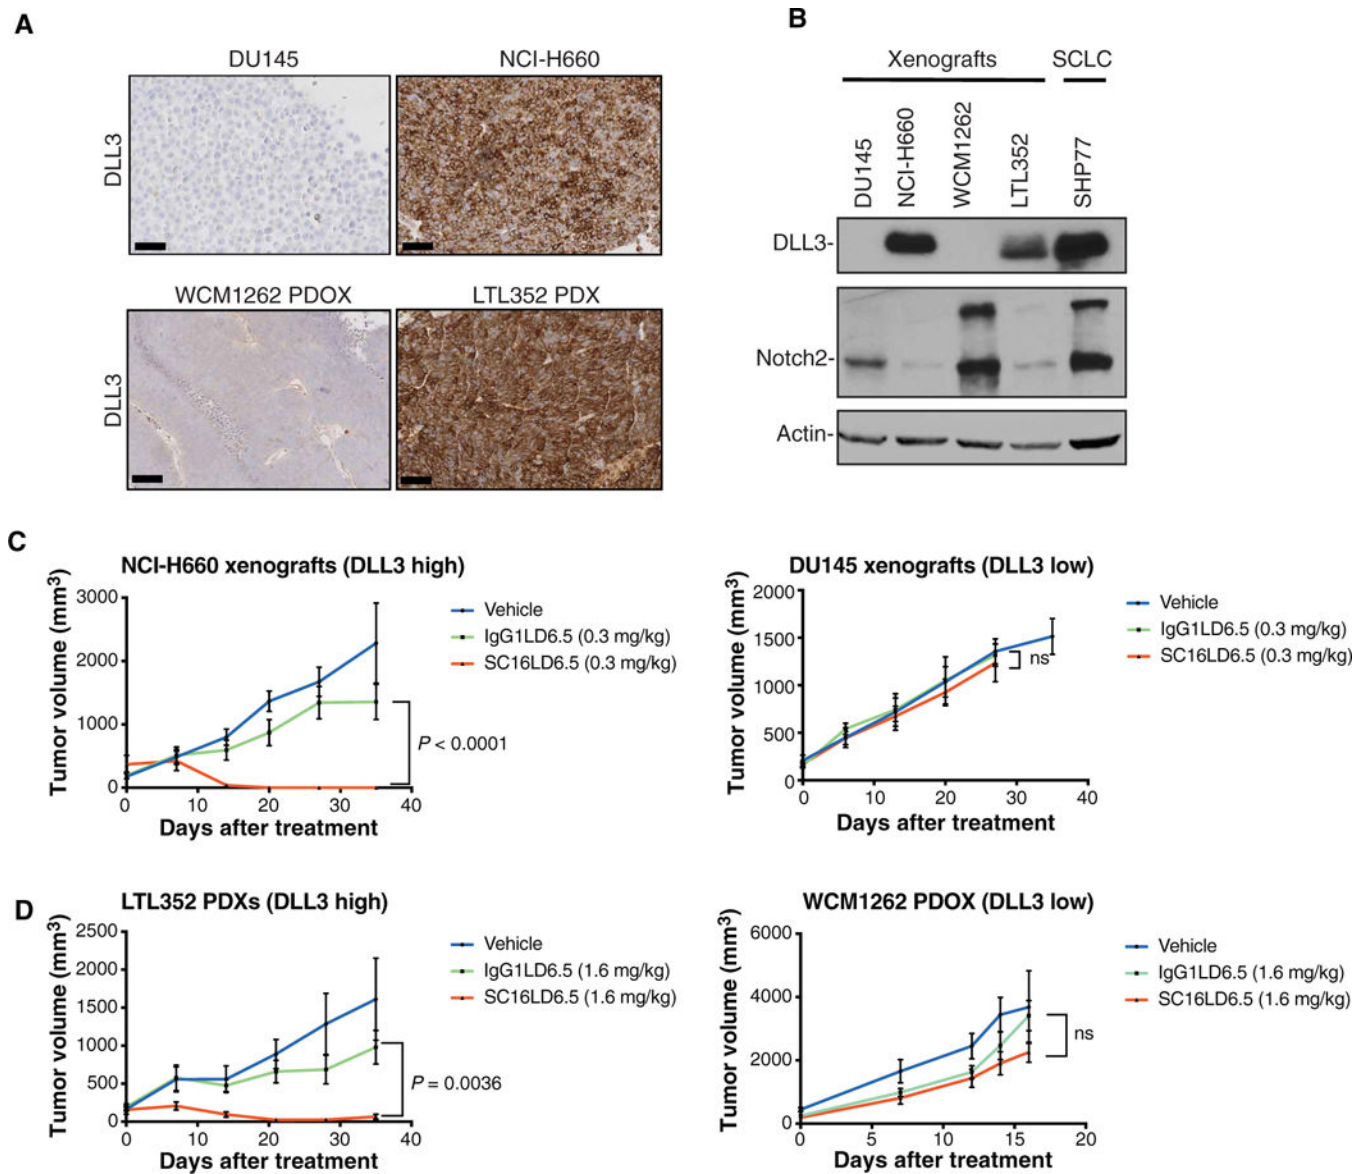 A
DU145
NCI-H660
DLL3
WCM1262 PDOX
LTL352 PDX
DLL3
B
Xenografts
SCLC
DU145
NCI-H660
WCM1262
LTL352
SHP77
DLL3-
Notch2-
Actin-
C
NCI-H660 xenografts (DLL3 high)
Tumor volume (mm³)
3000
2000
1000
0
0 10 20 30 40
Days after treatment
Vehicle
IgG1LD6.5 (0.3 mg/kg)
SC16LD6.5 (0.3 mg/kg)
P < 0.0001
DU145 xenografts (DLL3 low)
Tumor volume (mm³)
2000
1500
1000
500
0
0 10 20 30 40
Days after treatment
Vehicle
IgG1LD6.5 (0.3 mg/kg)
SC16LD6.5 (0.3 mg/kg)
ns
D
LTL352 PDXs (DLL3 high)
Tumor volume (mm³)
2500
2000
1500
1000
500
0
0 10 20 30 40
Days after treatment
Vehicle
IgG1LD6.5 (1.6 mg/kg)
SC16LD6.5 (1.6 mg/kg)
P = 0.0036
WCM1262 PDOX (DLL3 low)
Tumor volume (mm³)
6000
4000
2000
0
0 5 10 15 20
Days after treatment
Vehicle
IgG1LD6.5 (1.6 mg/kg)
SC16LD6.5 (1.6 mg/kg)
ns